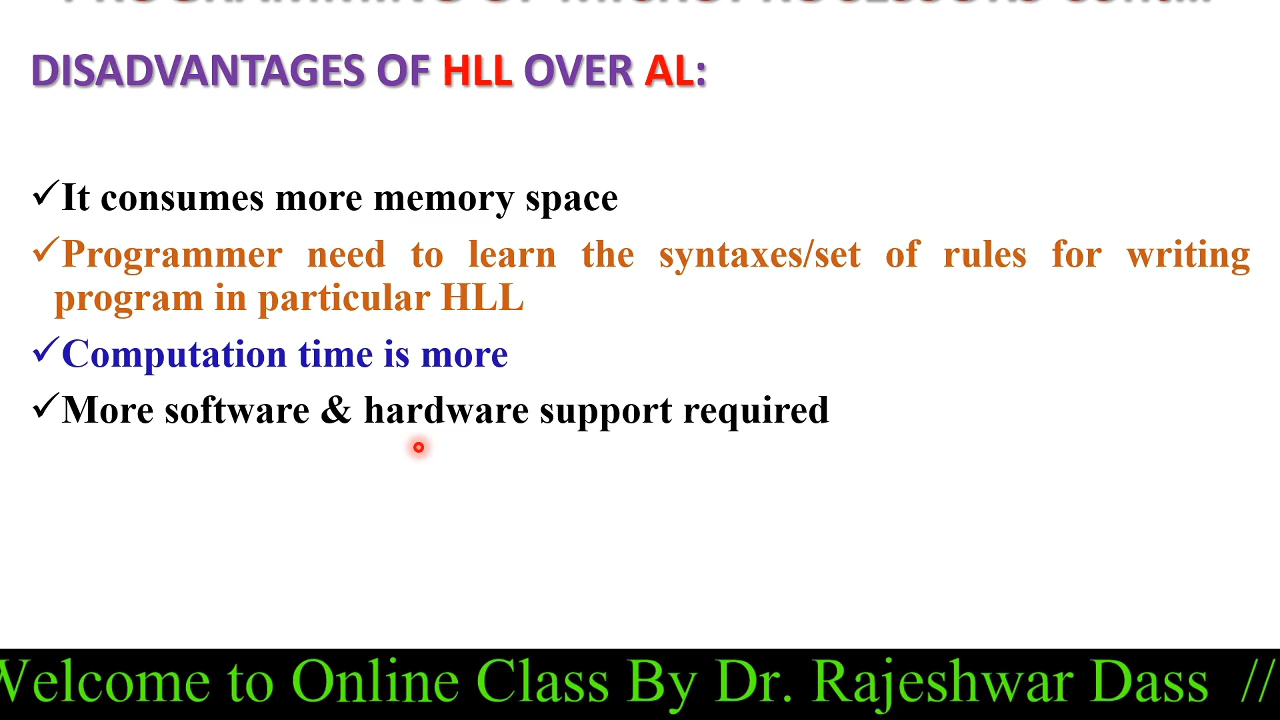 DISADVANTAGES OF HLL OVER AL:
✓It consumes more memory space
✓Programmer need to learn the syntaxes/set of rules for writing
program in particular HLL
✓Computation time is more
✓More software & hardware support required
Welcome to Online Class By Dr. Rajeshwar Dass //